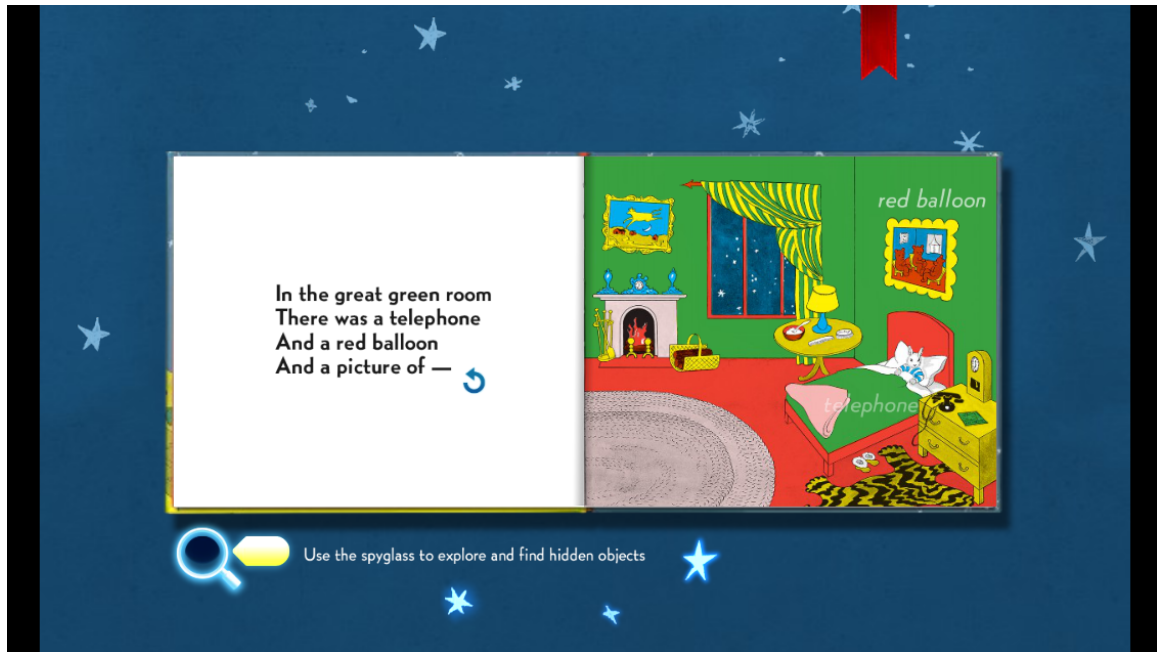 In the great green room
There was a telephone
And a red balloon
And a picture of —
red balloon
telephone
Use the spyglass to explore and find hidden objects